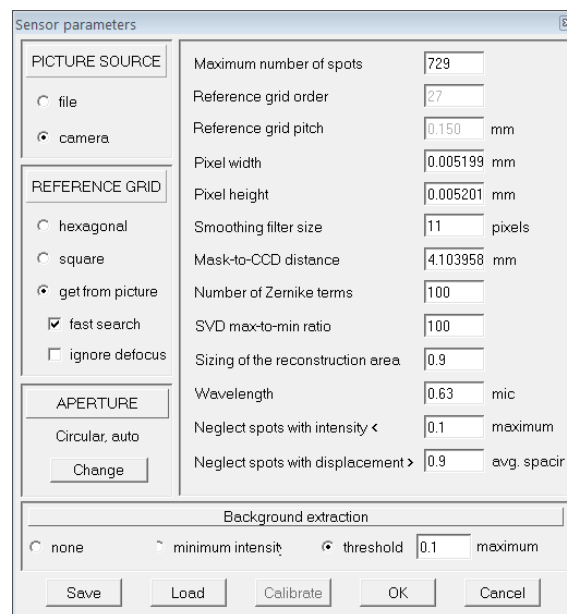 Sensor parameters
PICTURE SOURCE
file
camera
REFERENCE GRID
hexagonal
square
get from picture
fast search
ignore defocus
APERTURE
Circular, auto
Change
Maximum number of spots 729
Reference grid order 27
Reference grid pitch 0.150 mm
Pixel width 0.005199 mm
Pixel height 0.005201 mm
Smoothing filter size 11 pixels
Mask-to-CCD distance 4.103958 mm
Number of Zernike terms 100
SVD max-to-min ratio 100
Sizing of the reconstruction area 0.9
Wavelength 0.63 mic
Neglect spots with intensity < 0.1 maximum
Neglect spots with displacement > 0.9 avg. spacir
Background extraction
none minimum intensity threshold 0.1 maximum
Save Load Calibrate OK Cancel